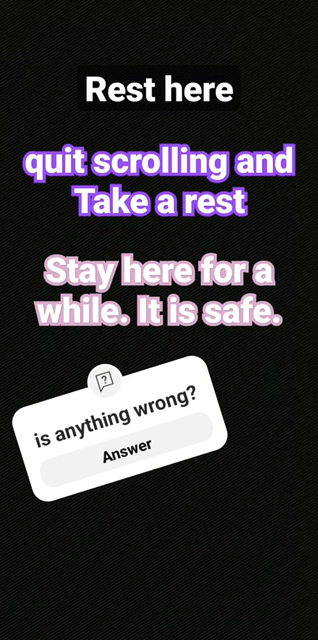 Rest here
quit scrolling and
Take a rest
Stay here for a
while. It is safe.
?
is anything wrong?
Answer